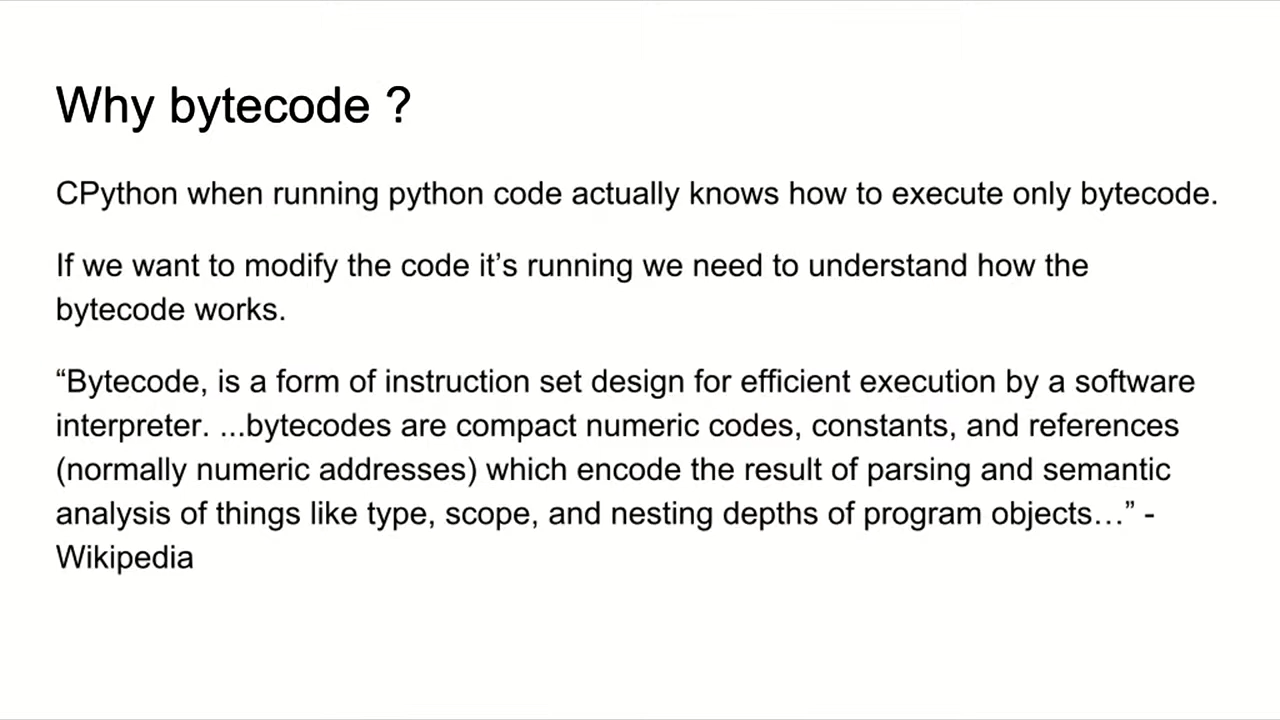 Why bytecode ?
CPython when running python code actually knows how to execute only bytecode.
If we want to modify the code it’s running we need to understand how the
bytecode works.
“Bytecode, is a form of instruction set design for efficient execution by a software
interpreter. ...bytecodes are compact numeric codes, constants, and references
(normally numeric addresses) which encode the result of parsing and semantic
analysis of things like type, scope, and nesting depths of program objects…” -
Wikipedia